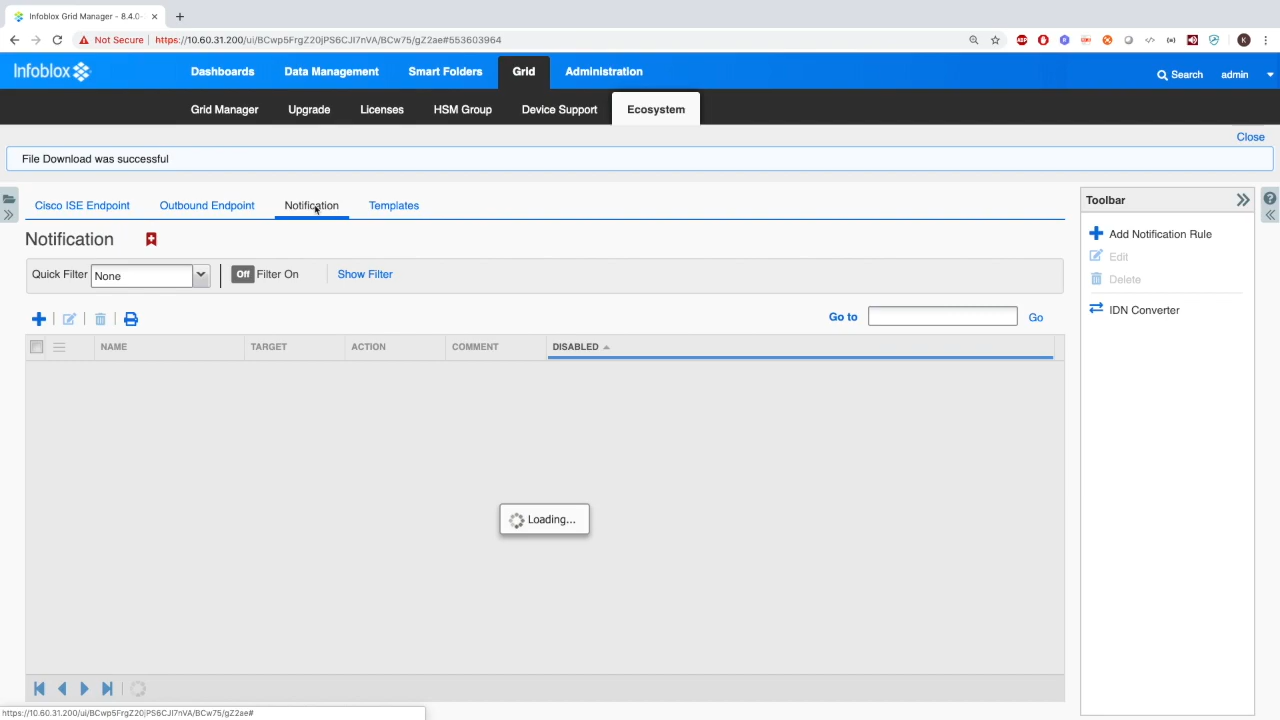 Infoblox Grid Manager - 8.4.0-
Not Secure | https://10.60.31.200/ui/BCwp5FrgZ20jPS6CJI7nVA/BCw75/gZ2ae#553603964
ABP
K
Infoblox
Dashboards Data Management Smart Folders Grid Administration
Search admin
Grid Manager Upgrade Licenses HSM Group Device Support Ecosystem
Close
File Download was successful
Cisco ISE Endpoint Outbound Endpoint Notification Templates
Toolbar
Notification
Add Notification Rule
Edit
Delete
IDN Converter
Quick Filter None Off Filter On Show Filter
Go to Go
NAME TARGET ACTION COMMENT DISABLED
Loading...
https://10.60.31.200/ui/BCwp5FrgZ20jPS6CJI7nVA/BCw75/gZ2ae#